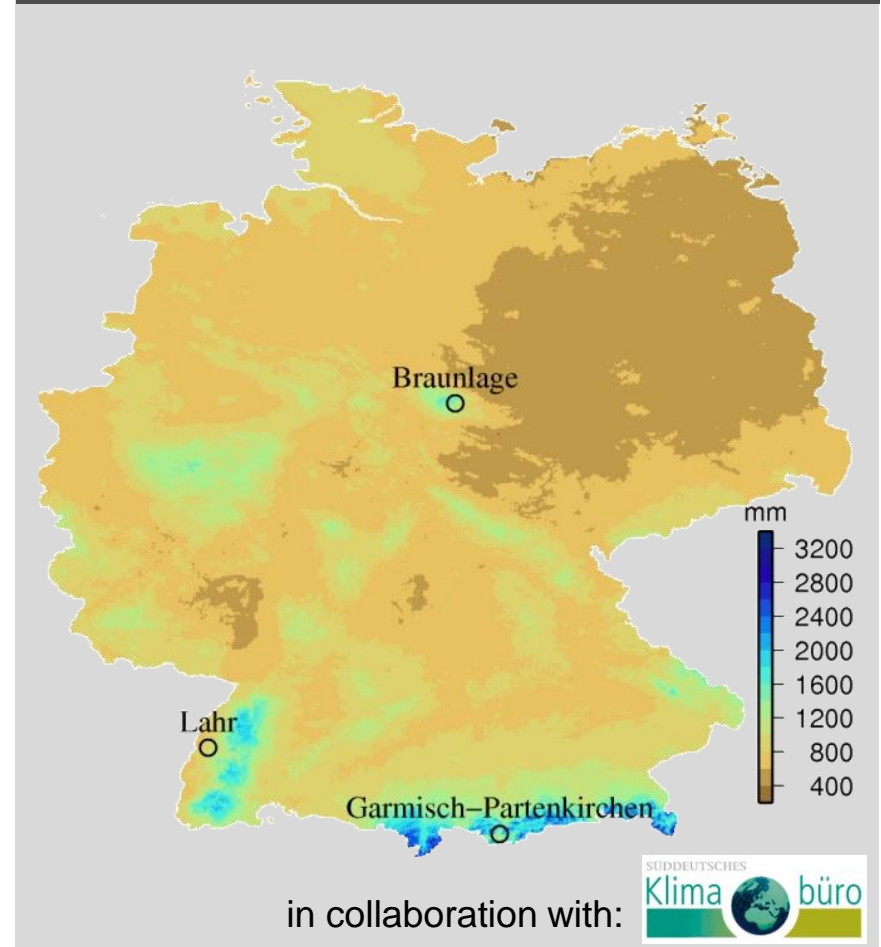 Braunlage
mm
3200
2800
2400
2000
1600
1200
800
400
Lahr
Garmisch–Partenkirchen
in collaboration with:
SÜDDEUTSCHES
Klima büro